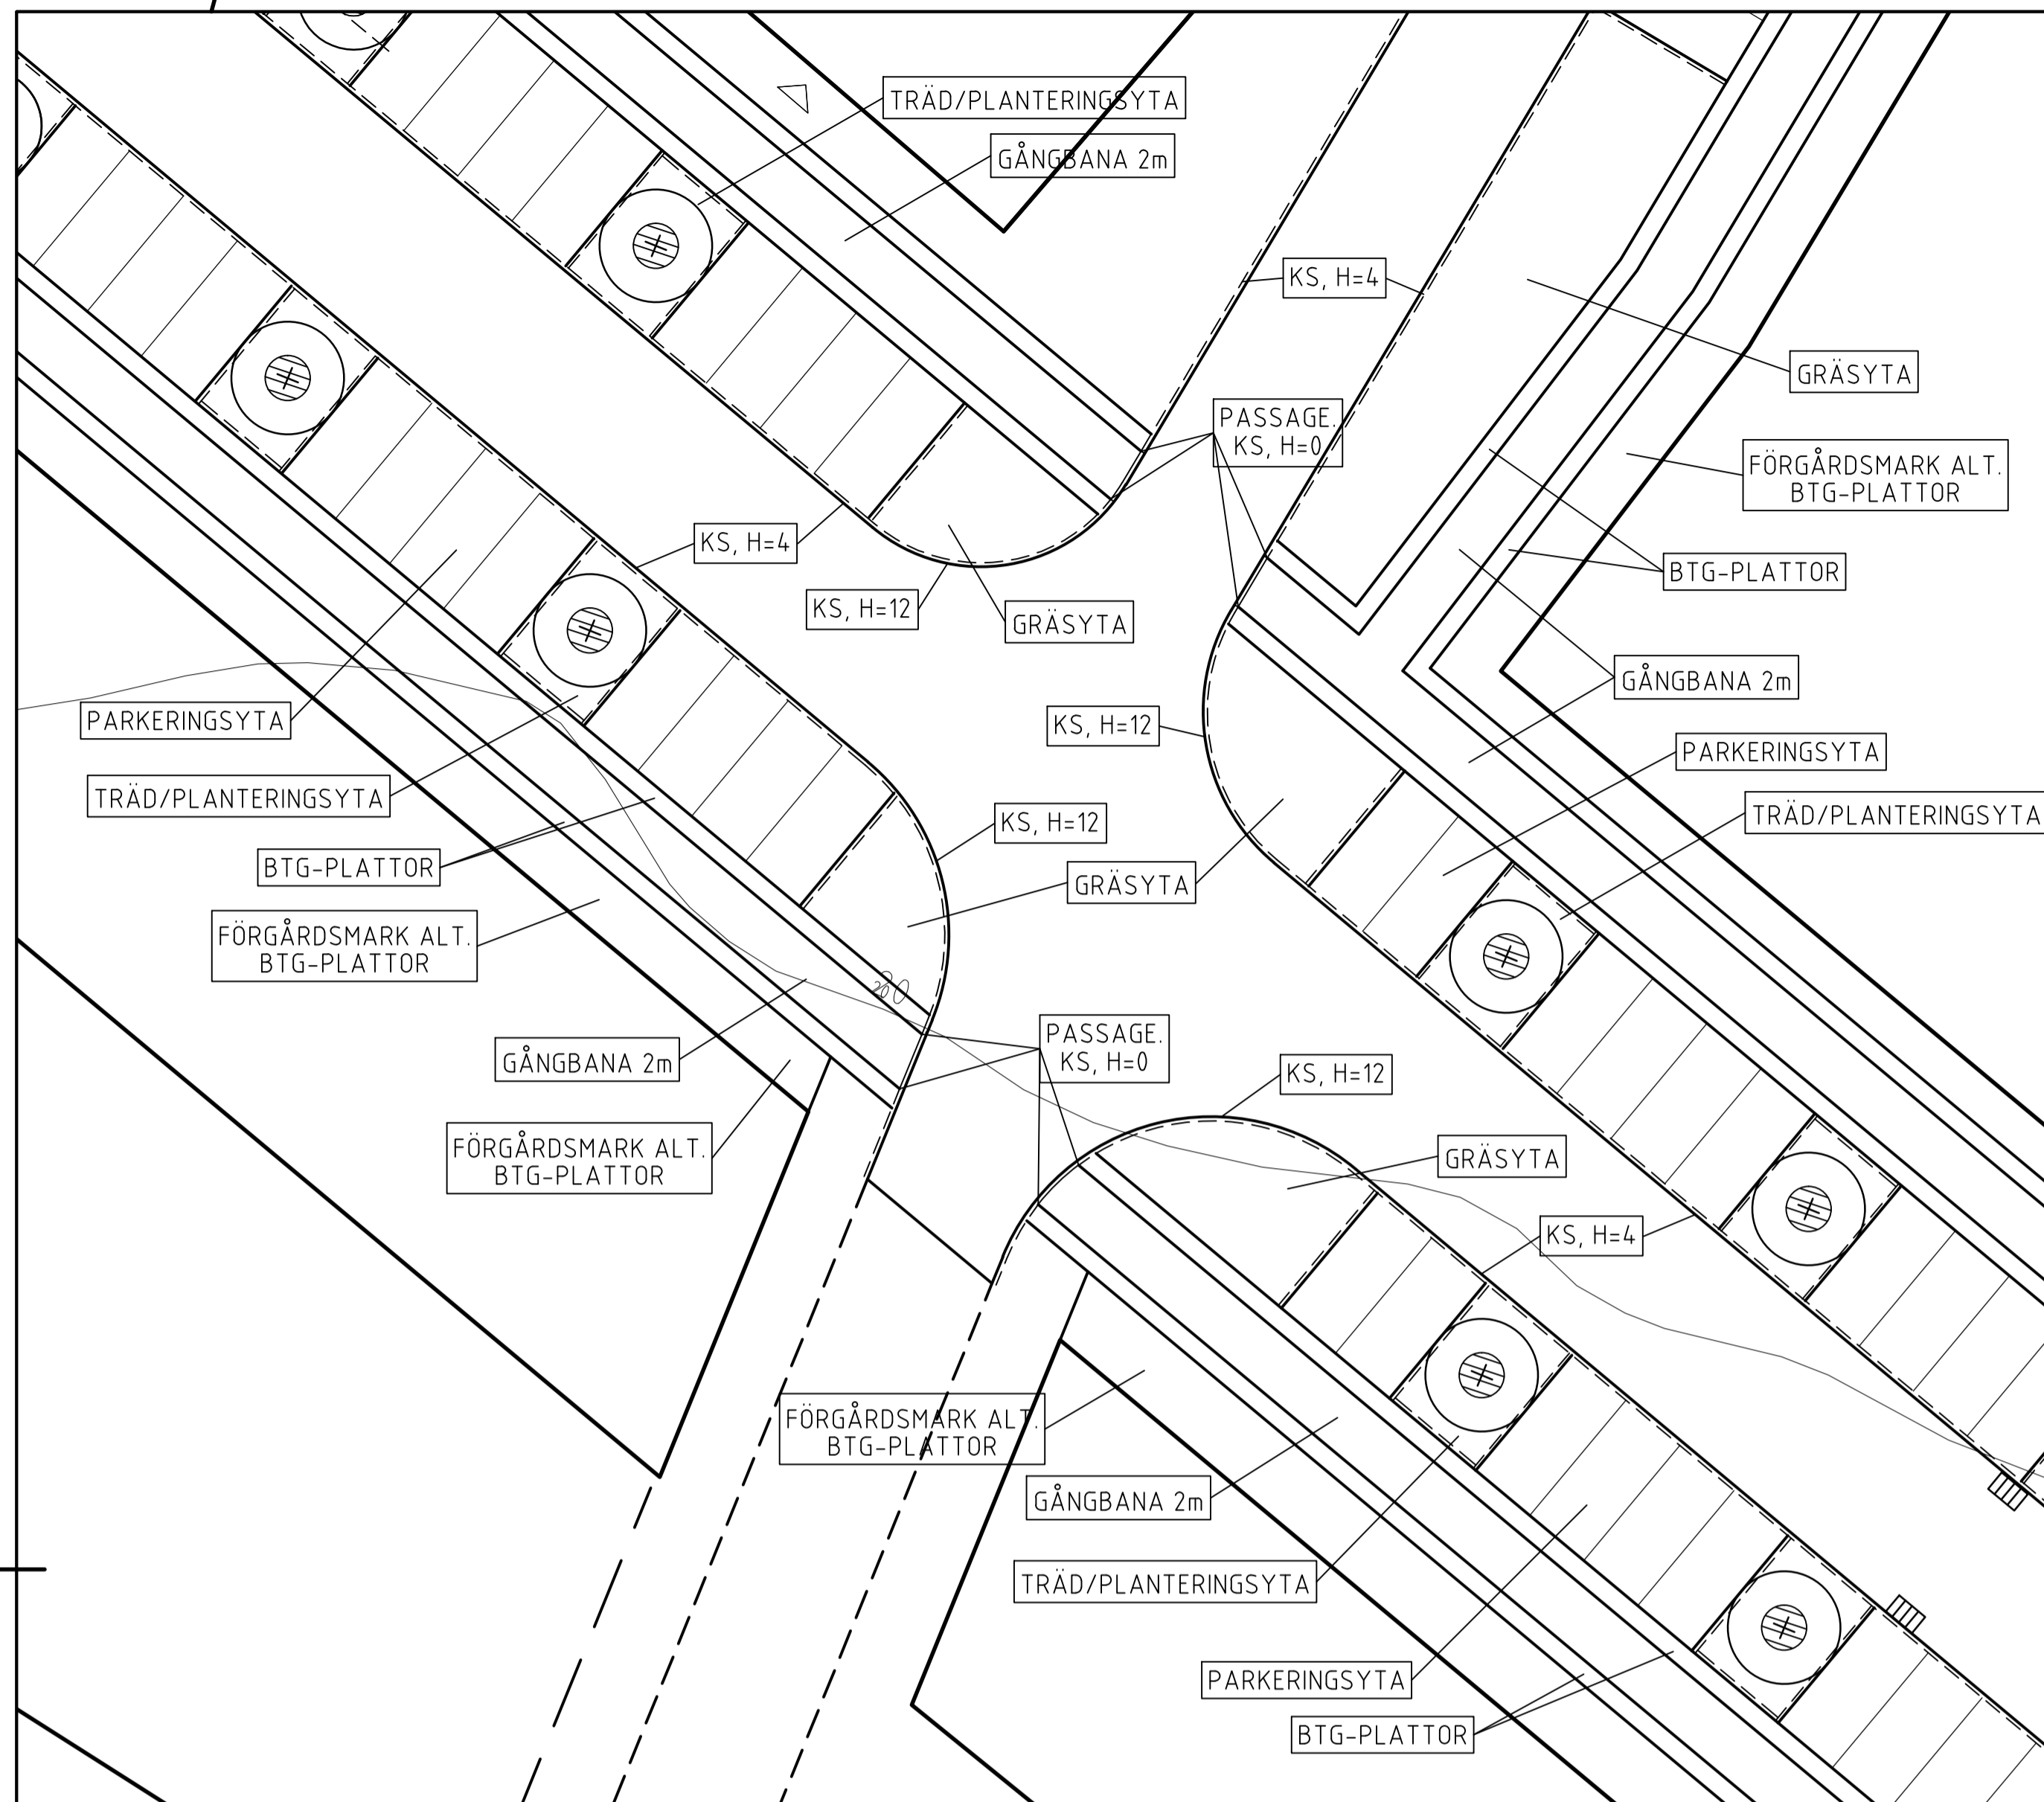 TRÄD/PLANTERINGSYTA
GÅNGBANA 2m
KS, H=4
GRÄSYTA
PASSAGE.
KS, H=0
FÖRGÅRDSMARK ALT.
BTG-PLATTOR
KS, H=4
BTG-PLATTOR
KS, H=12
GRÄSYTA
GÅNGBANA 2m
PARKERINGSYTA
KS, H=12
PARKERINGSYTA
TRÄD/PLANTERINGSYTA
TRÄD/PLANTERINGSYTA
KS, H=12
BTG-PLATTOR
GRÄSYTA
FÖRGÅRDSMARK ALT.
BTG-PLATTOR
20
GÅNGBANA 2m
PASSAGE.
KS, H=0
KS, H=12
FÖRGÅRDSMARK ALT.
BTG-PLATTOR
GRÄSYTA
KS, H=4
FÖRGÅRDSMARK ALT.
BTG-PLATTOR
GÅNGBANA 2m
TRÄD/PLANTERINGSYTA
PARKERINGSYTA
BTG-PLATTOR